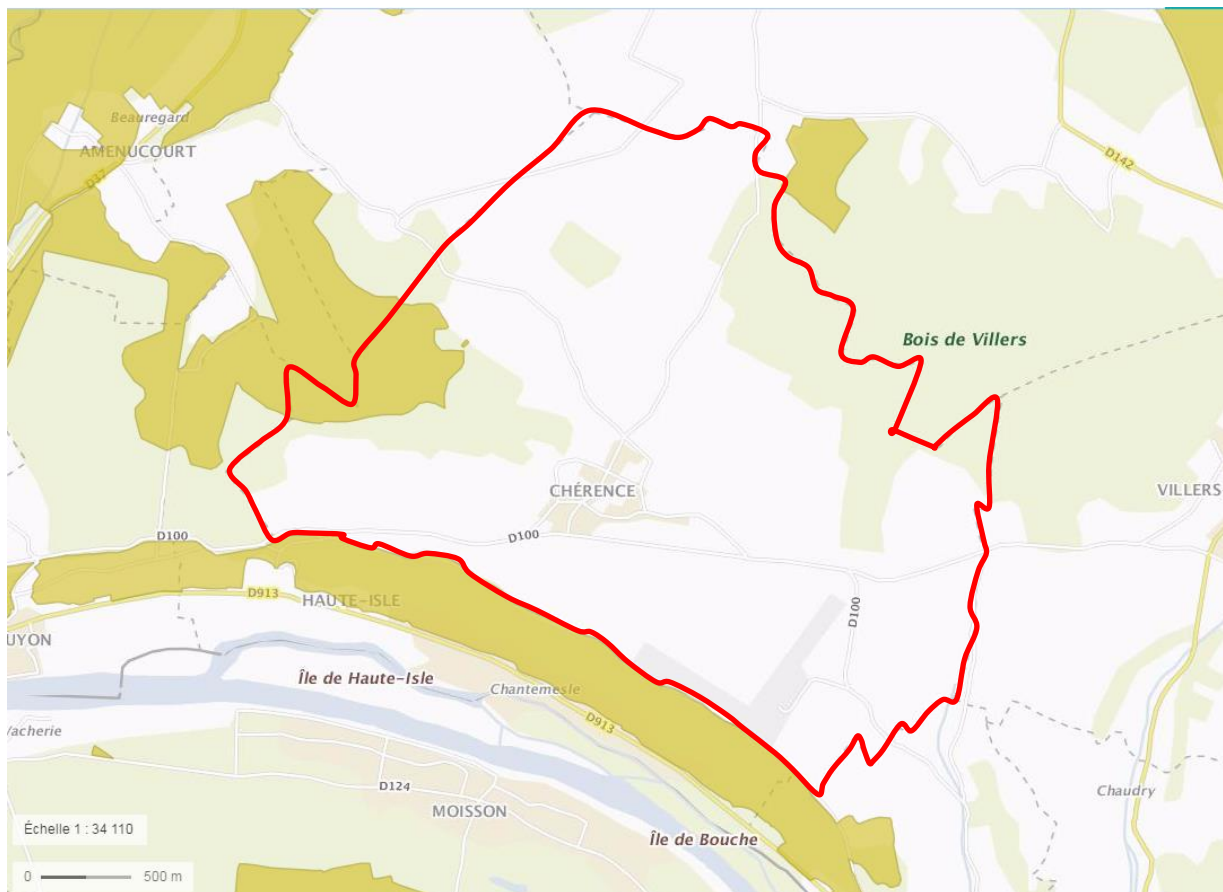 Beauregard
AMENUCOURT
D37
D142
Bois de Villers
CHÉRENCE
VILLERS
D100
D100
D913
HAUTE-ISLE
D100
UYON
Île de Haute-Isle
Chantemesle
D913
Vacherie
D124
MOISSON
Chaudry
Échelle 1 : 34 110
Île de Bouche
0 500 m